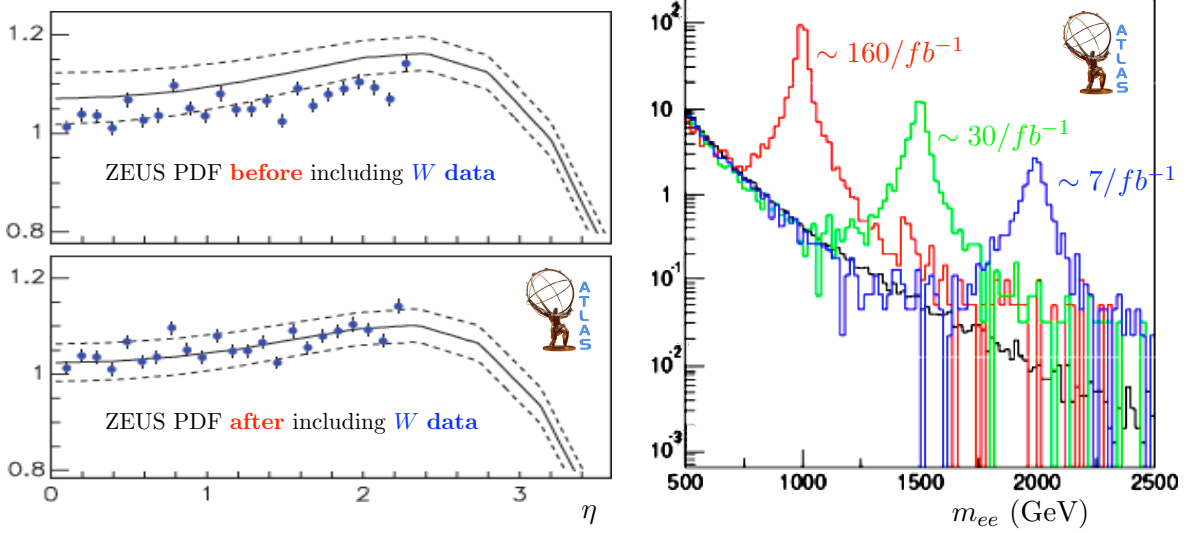 1.2
1
0.8
ZEUS PDF before including W data
1.2
1
0.8
ZEUS PDF after including W data
ATLAS
0 1 2 3
η
10²
10
1
10⁻¹
10⁻²
10⁻³
~ 160/fb⁻¹
~ 30/fb⁻¹
~ 7/fb⁻¹
ATLAS
500 1000 1500 2000 2500
m_ee (GeV)